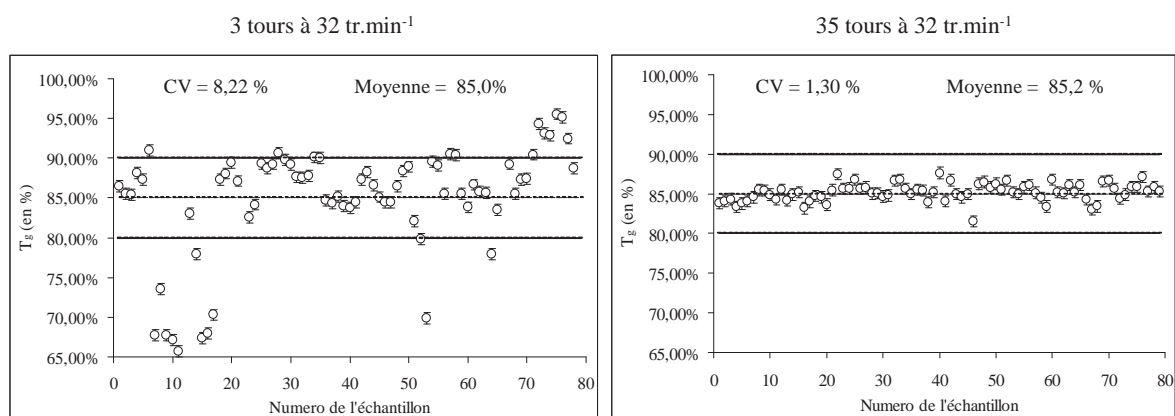 3 tours à 32 tr.min-1
35 tours à 32 tr.min-1
CV = 8,22 %
Moyenne = 85,0%
Tg (en %)
100,00%
95,00%
90,00%
85,00%
80,00%
75,00%
70,00%
65,00%
0 10 20 30 40 50 60 70 80
Numero de l'échantillon
CV = 1,30 %
Moyenne = 85,2 %
Tg (en %)
100,00%
95,00%
90,00%
85,00%
80,00%
75,00%
70,00%
65,00%
0 10 20 30 40 50 60 70 80
Numero de l'échantillon